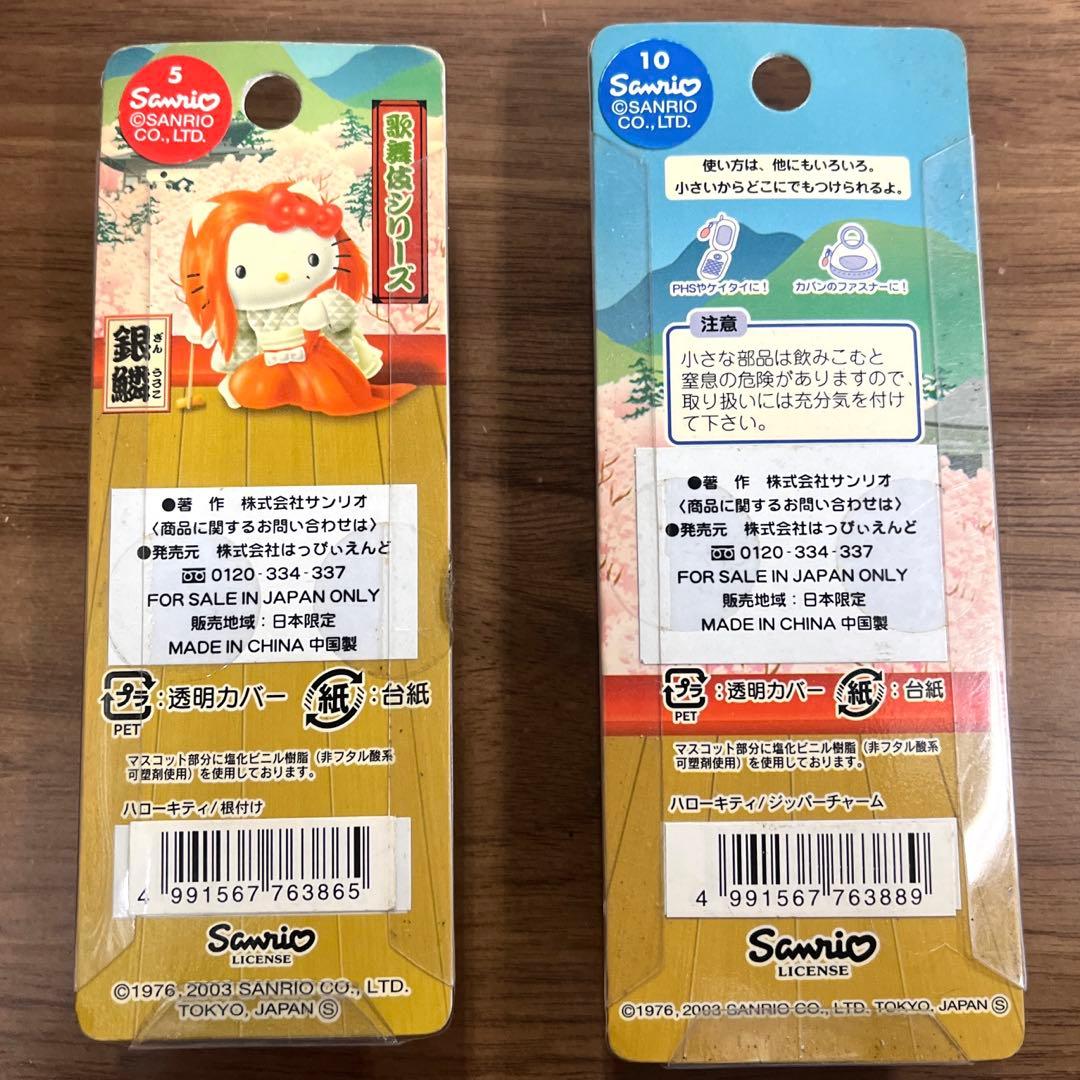 5
Sanrio
©SANRIO
CO., LTD.
歌舞伎シリーズ
銀鱗
ぎん
うろこ
●著　作　株式会社サンリオ
〈商品に関するお問い合わせは〉
●発売元　株式会社はっぴぃえんど
0120-334-337
FOR SALE IN JAPAN ONLY
販売地域：日本限定
MADE IN CHINA 中国製
プラ：透明カバー　紙：台紙
PET
マスコット部分に塩化ビニル樹脂（非フタル酸系
可塑剤使用）を使用しております。
ハローキティ/根付け
4 991567 763865
Sanrio
LICENSE
©1976, 2003 SANRIO CO., LTD.
TOKYO, JAPAN Ⓢ
10
Sanrio
©SANRIO
CO., LTD.
使い方は、他にもいろいろ。
小さいからどこにでもつけられるよ。
PHSやケイタイに！　カバンのファスナーに！
注意
小さな部品は飲みこむと
窒息の危険がありますので、
取り扱いには充分気を付け
て下さい。
●著　作　株式会社サンリオ
〈商品に関するお問い合わせは〉
●発売元　株式会社はっぴぃえんど
0120-334-337
FOR SALE IN JAPAN ONLY
販売地域：日本限定
MADE IN CHINA 中国製
プラ：透明カバー　紙：台紙
PET
マスコット部分に塩化ビニル樹脂（非フタル酸系
可塑剤使用）を使用しております。
ハローキティ/ジッパーチャーム
4 991567 763889
Sanrio
LICENSE
©1976, 2003 SANRIO CO., LTD. TOKYO, JAPAN Ⓢ